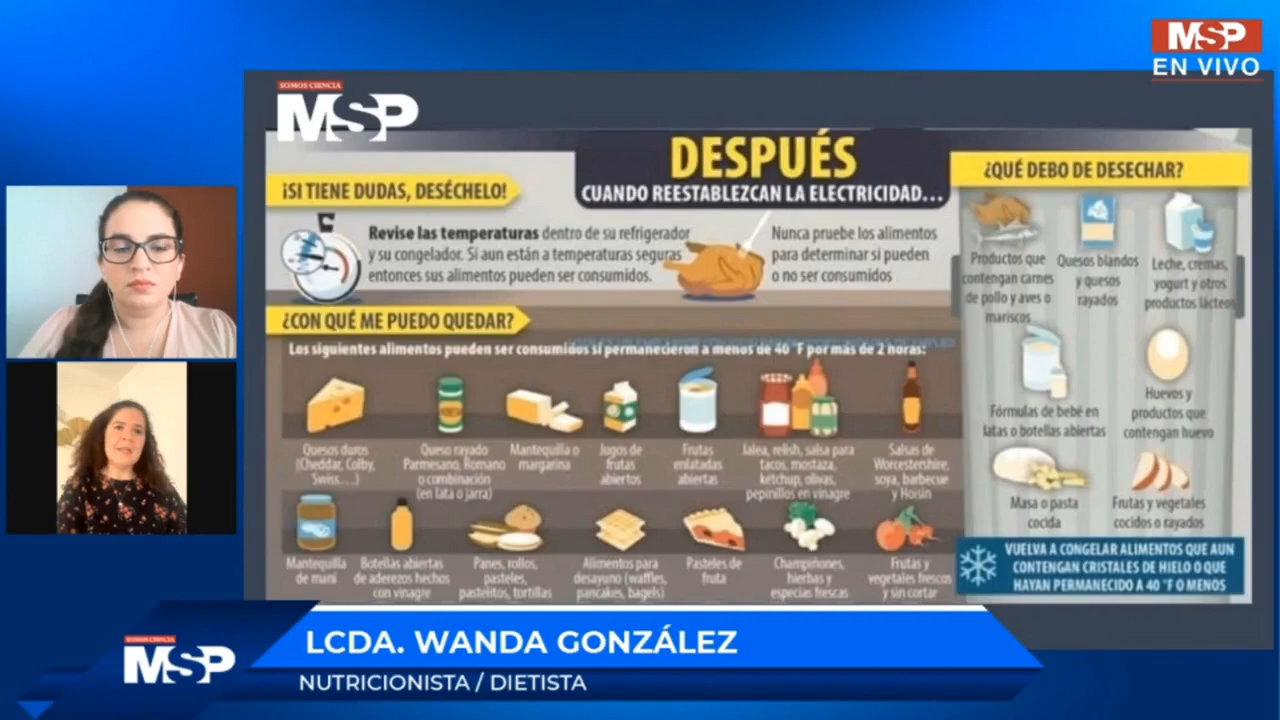 MSP
EN VIVO
SOMOS CIENCIA
MSP
DESPUÉS
CUANDO REESTABLEZCAN LA ELECTRICIDAD...
¡SI TIENE DUDAS, DESÉCHELO!
Revise las temperaturas dentro de su refrigerador
y su congelador. Si aun están a temperaturas seguras
entonces sus alimentos pueden ser consumidos.
Nunca pruebe los alimentos
para determinar si pueden
o no ser consumidos
¿CON QUÉ ME PUEDO QUEDAR?
Los siguientes alimentos pueden ser consumidos si permanecieron a menos de 40 °F por más de 2 horas:
Quesos duros
(Cheddar, Colby,
Swiss...)
Queso rayado
Parmesano, Romano
o combinación
(en lata o jarra)
Mantequilla o
margarina
Jugos de
frutas
abiertos
Frutas
enlatadas
abiertas
Jalea, relish, salsa para
tacos, mostaza,
kétchup, olivas,
pepinillos en vinagre
Salsas de
Worcestershire,
soya, barbecue
y Hoisin
Mantequilla
de maní
Botellas abiertas
de aderezos hechos
con vinagre
Panes, rollos,
pasteles,
pastelitos, tortillas
Alimentos para
desayuno (waffles,
pancakes, bagels)
Pasteles de
fruta
Champiñones,
hierbas y
especias frescas
Frutas y
vegetales frescos
y sin cortar
¿QUÉ DEBO DE DESECHAR?
Productos que
contengan carnes
de pollo y aves o
mariscos
Quesos blandos
y quesos
rayados
Leche, cremas,
yogurt y otros
productos lácteos
Fórmulas de bebé en
latas o botellas abiertas
Huevos y
productos que
contengan huevo
Masa o pasta
cocida
Frutas y vegetales
cocidos o rayados
VUELVA A CONGELAR ALIMENTOS QUE AUN
CONTENGAN CRISTALES DE HIELO O QUE
HAYAN PERMANECIDO A 40 °F O MENOS
SOMOS CIENCIA
MSP
LCDA. WANDA GONZÁLEZ
NUTRICIONISTA / DIETISTA